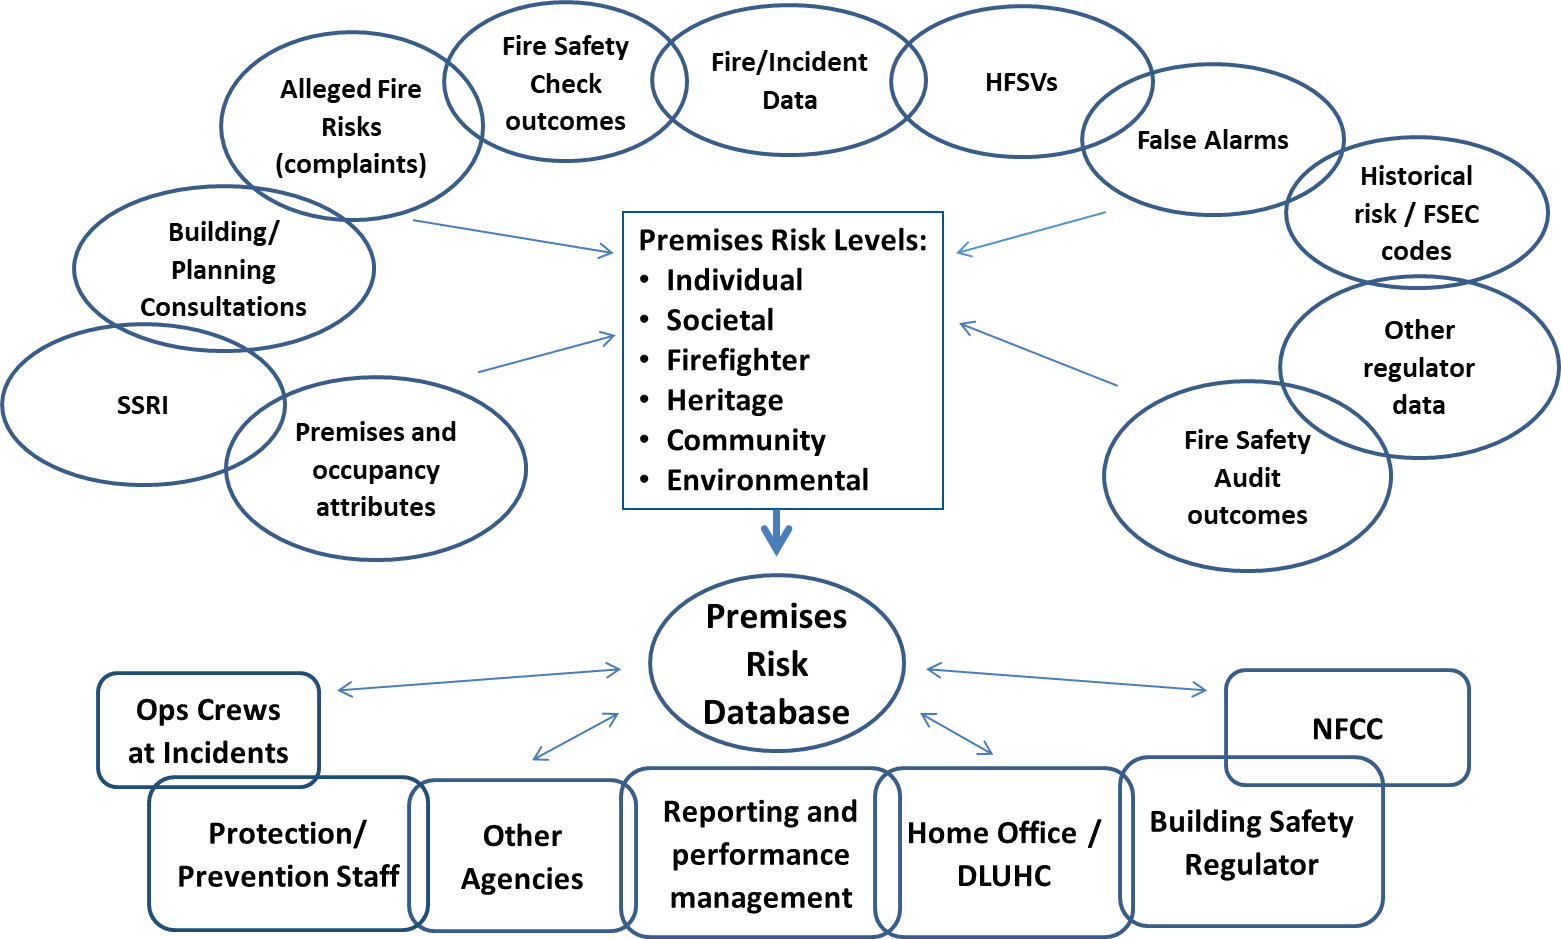 Fire Safety
Check
outcomes
Fire/Incident
Data
HFSVs
Alleged Fire
Risks
(complaints)
False Alarms
Historical
risk / FSEC
codes
Building/
Planning
Consultations
Premises Risk Levels:
• Individual
• Societal
• Firefighter
• Heritage
• Community
• Environmental
Other
regulator
data
SSRI
Premises and
occupancy
attributes
Fire Safety
Audit
outcomes
Premises
Risk
Database
Ops Crews
at Incidents
NFCC
Protection/
Prevention Staff
Other
Agencies
Reporting and
performance
management
Home Office /
DLUHC
Building Safety
Regulator